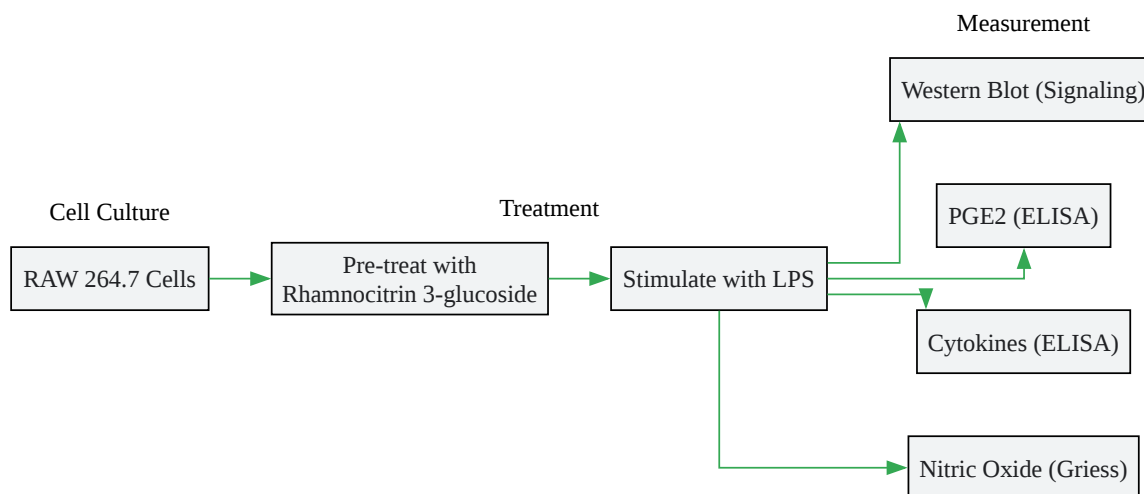 Measurement
Western Blot (Signaling)
PGE2 (ELISA)
Cell Culture
Treatment
RAW 264.7 Cells
Pre-treat with
Rhamnocitrin 3-glucoside
Stimulate with LPS
Cytokines (ELISA)
Nitric Oxide (Griess)